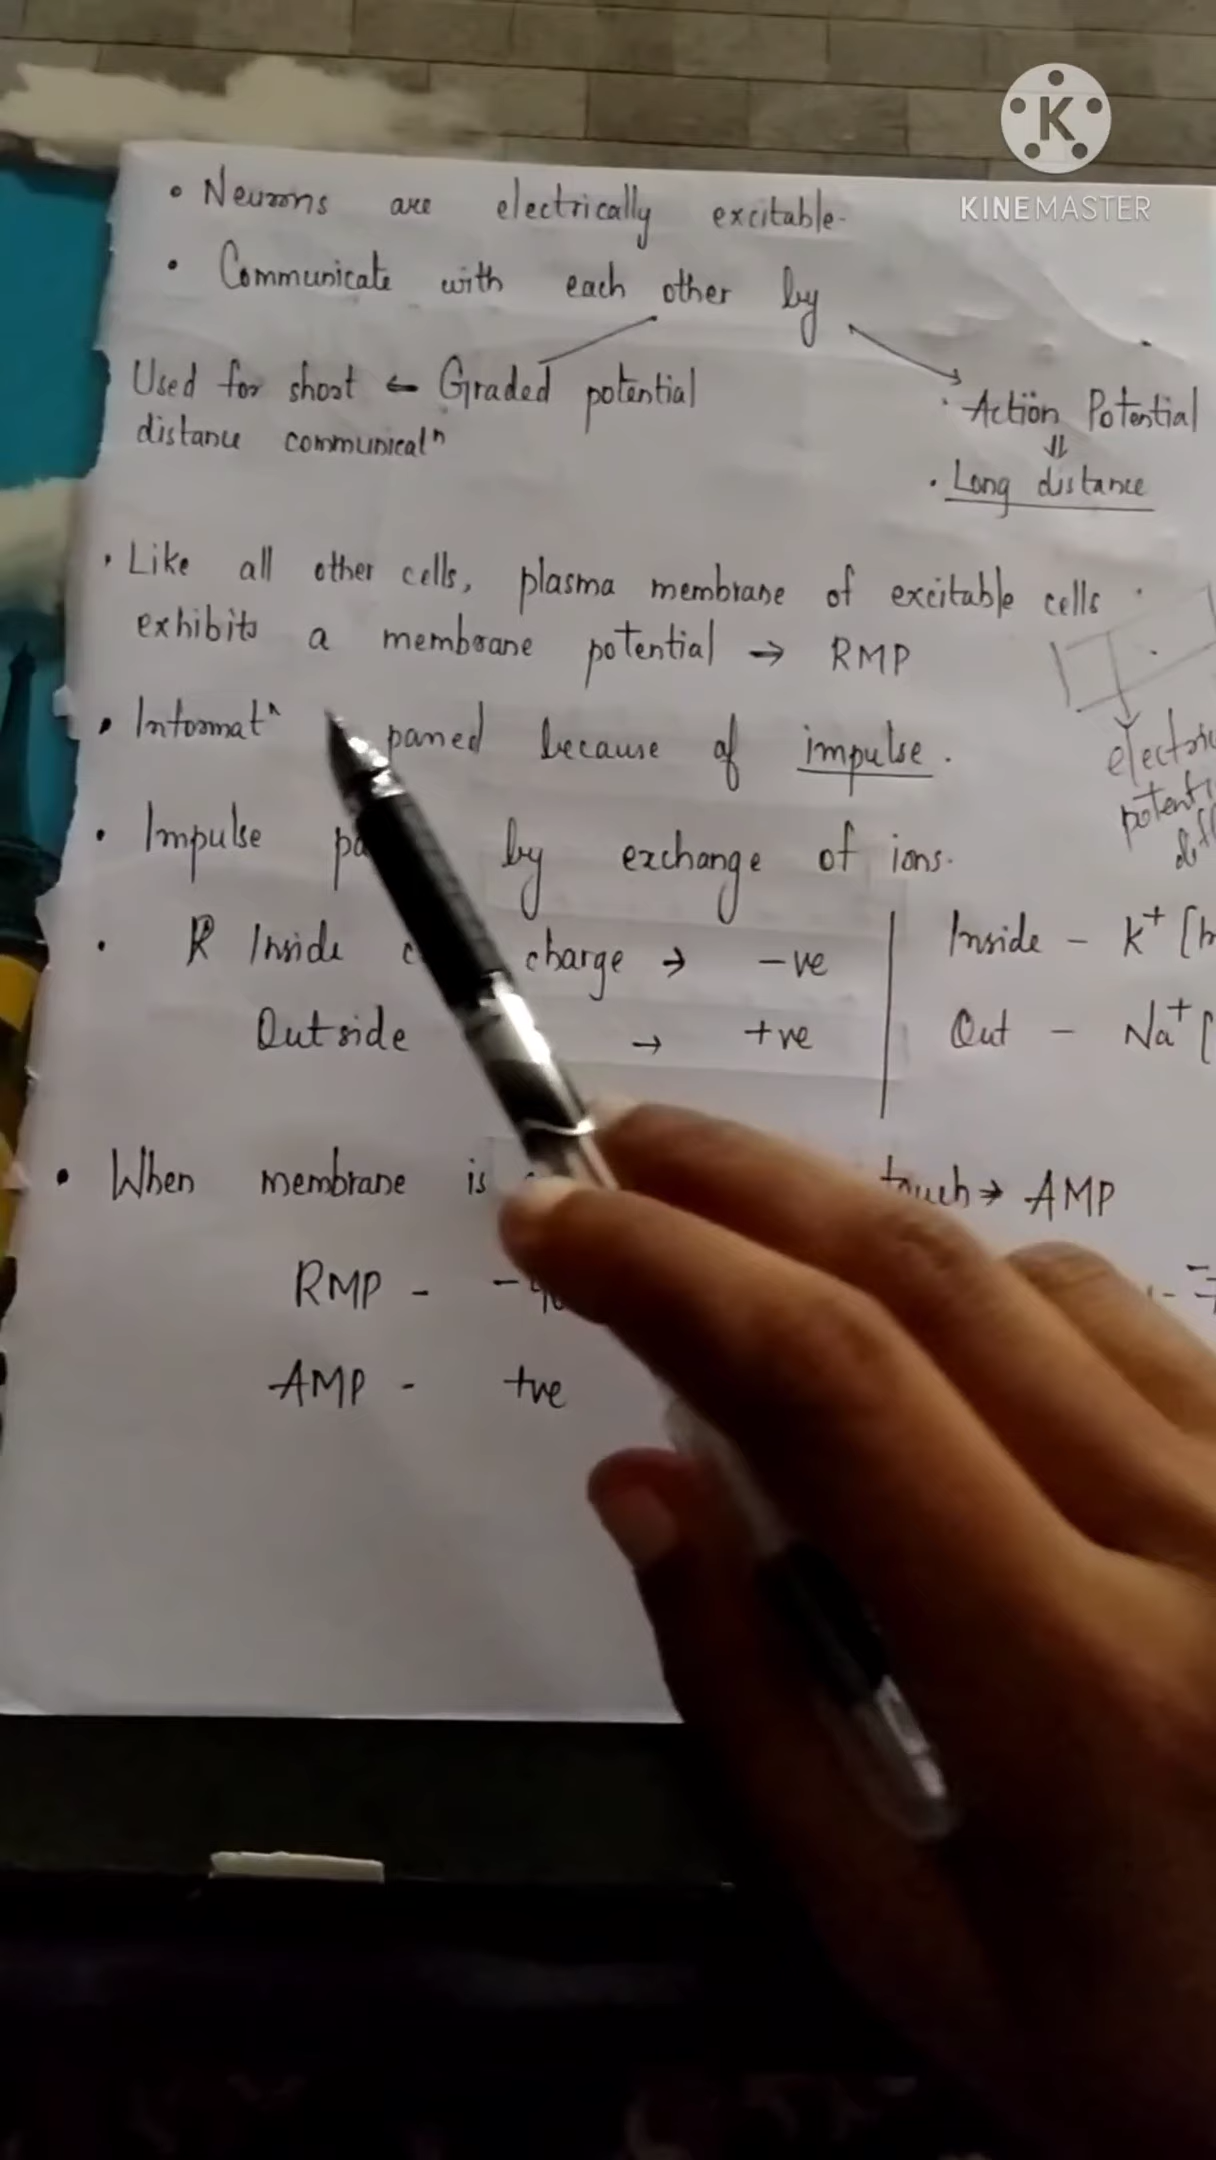 KINEMASTER
• Neurons are electrically excitable.
• Communicate with each other by
Used for short ← Graded potential
distance communicatⁿ
• Action Potential
⇓
• Long distance
• Like all other cells, plasma membrane of excitable cells
exhibits a membrane potential → RMP
• Informatⁿ passed because of impulse.
• Impulse by exchange of ions.
• R Inside charge → -ve
Outside → +ve
Inside - K⁺ [
Out - Na⁺ [
• When membrane is touch → AMP
RMP -
AMP - +ve